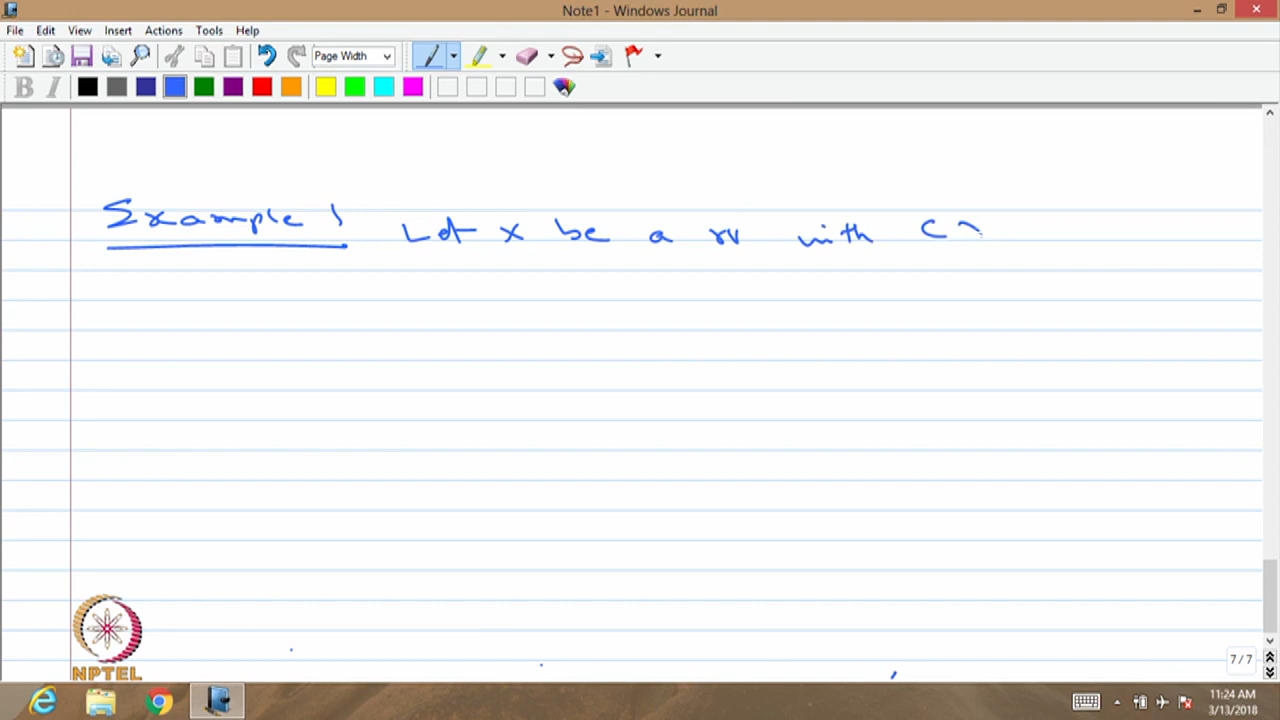 Note1 - Windows Journal
File Edit View Insert Actions Tools Help
Page Width
B I
Example 1 Let x be a rv with C
NPTEL
7 / 7
11:24 AM
3/13/2018